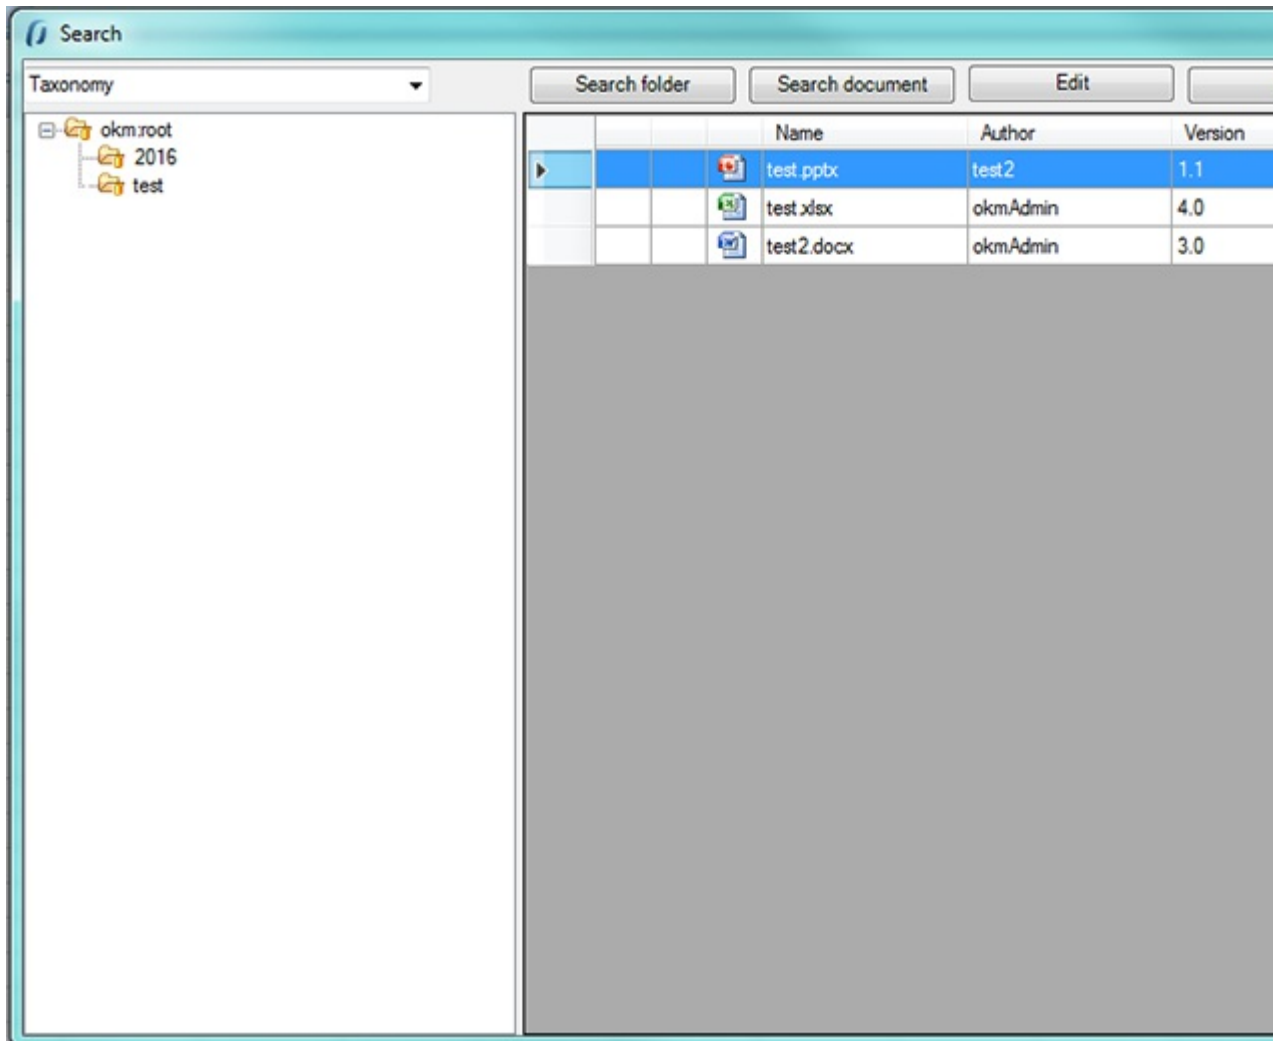 Search
Taxonomy
Search folder Search document Edit
okm:root
2016
test
Name Author Version
test.pptx test2 1.1
test.xlsx okmAdmin 4.0
test2.docx okmAdmin 3.0